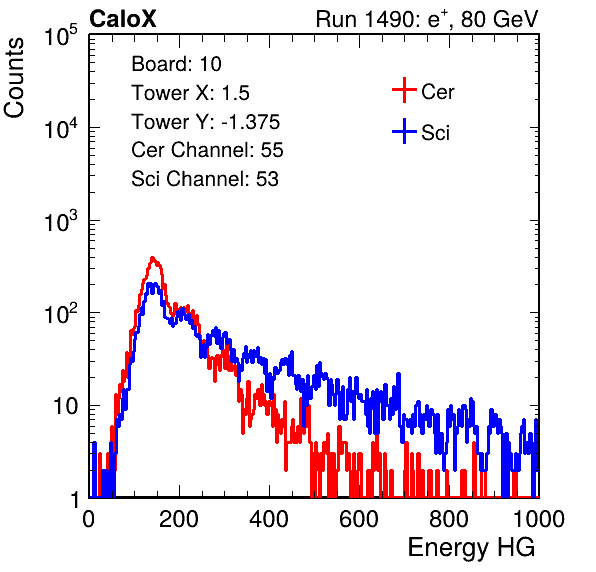 CaloX Run 1490: e⁺, 80 GeV
Board: 10
Tower X: 1.5
Tower Y: -1.375
Cer Channel: 55
Sci Channel: 53
Cer
Sci
Counts
10⁵
10⁴
10³
10²
10
1
0 200 400 600 800 1000
Energy HG